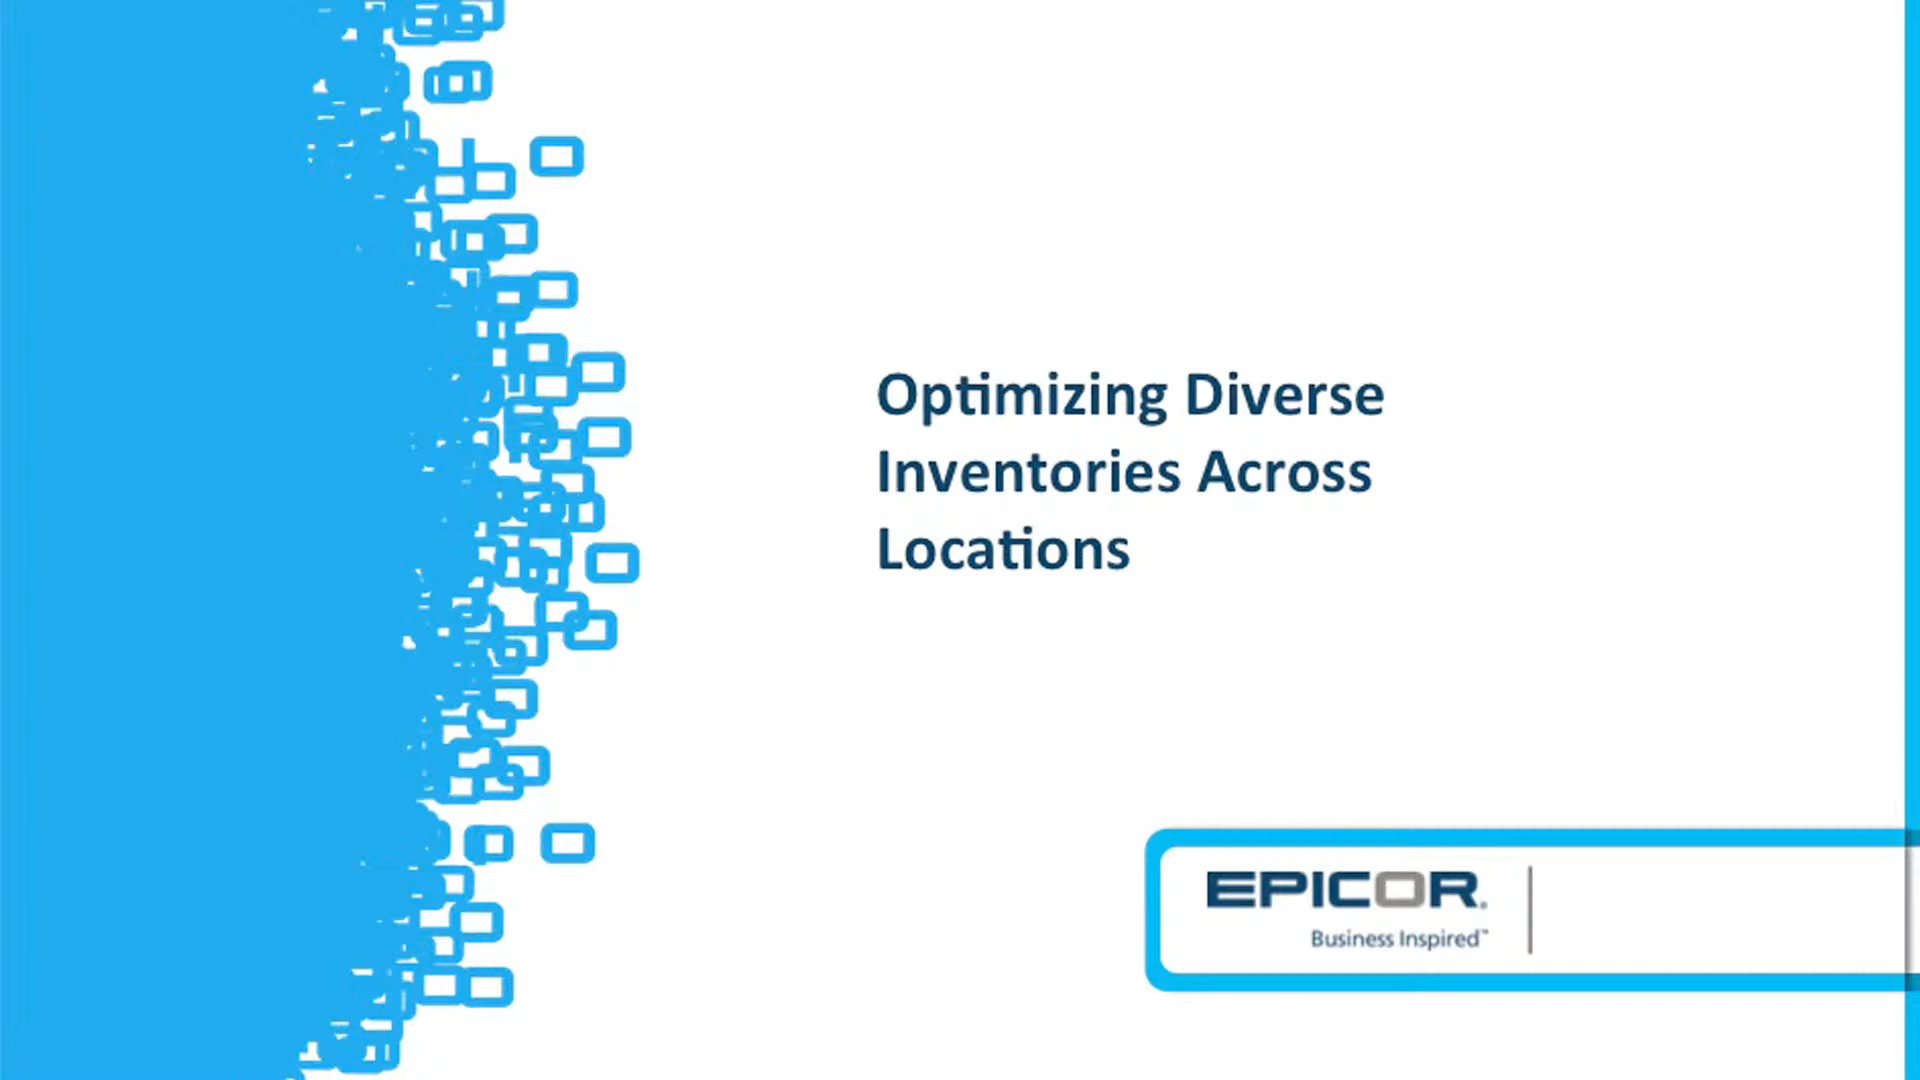 Optimizing Diverse
Inventories Across
Locations
EPICOR®
Business Inspired™